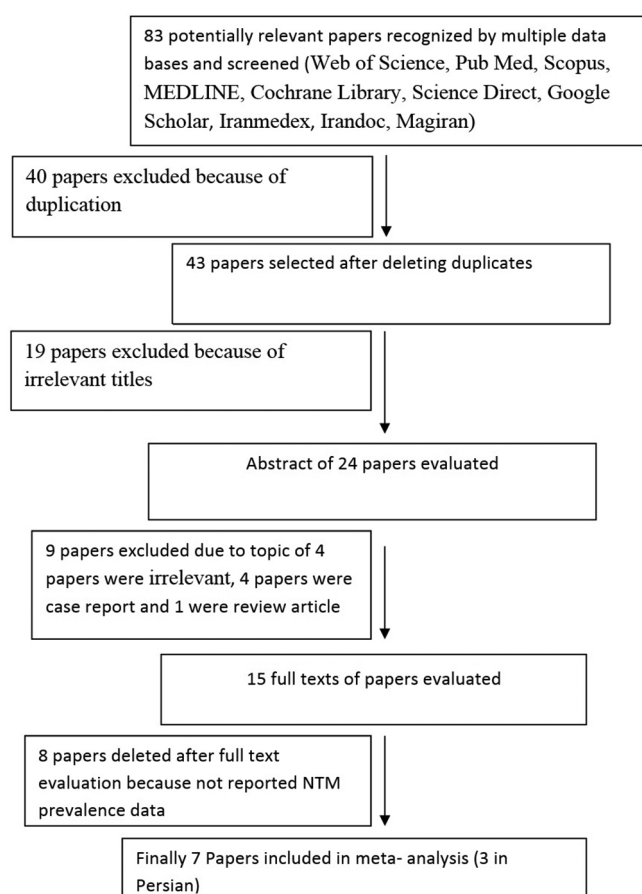 83 potentially relevant papers recognized by multiple data
bases and screened (Web of Science, Pub Med, Scopus,
MEDLINE, Cochrane Library, Science Direct, Google
Scholar, Iranmedex, Irandoc, Magiran)
40 papers excluded because of
duplication
43 papers selected after deleting duplicates
19 papers excluded because of
irrelevant titles
Abstract of 24 papers evaluated
9 papers excluded due to topic of 4
papers were irrelevant, 4 papers were
case report and 1 were review article
15 full texts of papers evaluated
8 papers deleted after full text
evaluation because not reported NTM
prevalence data
Finally 7 Papers included in meta- analysis (3 in
Persian)